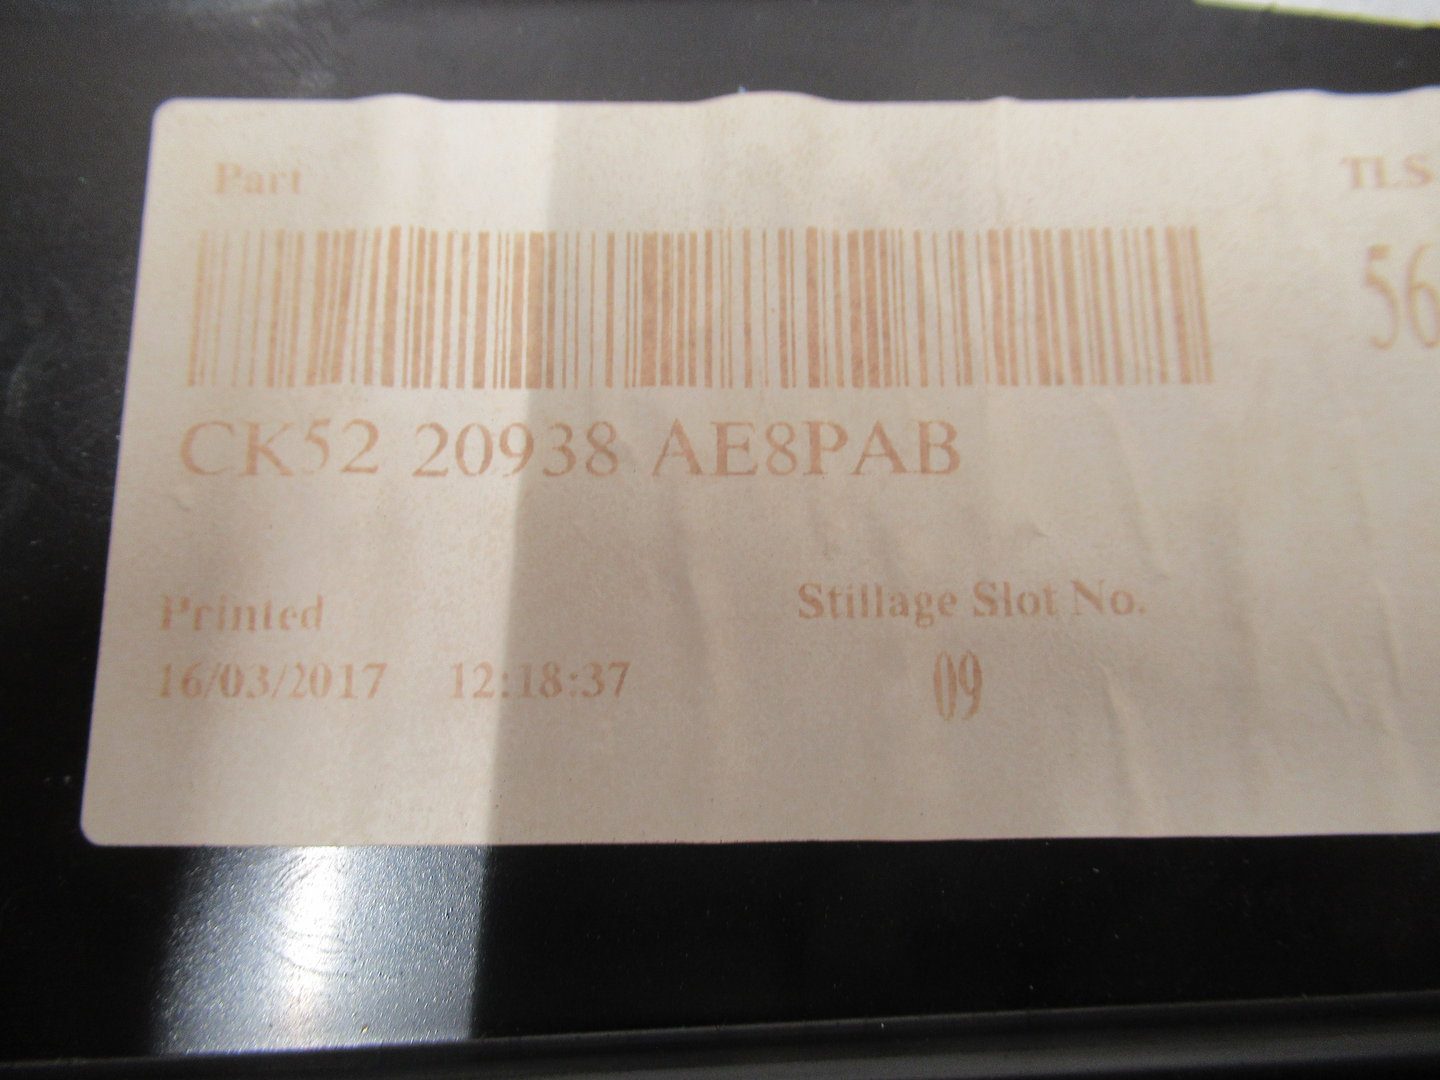 Part
TLS
56
CK52 20938 AE8PAB
Printed
Stillage Slot No.
16/03/2017 12:18:37
09